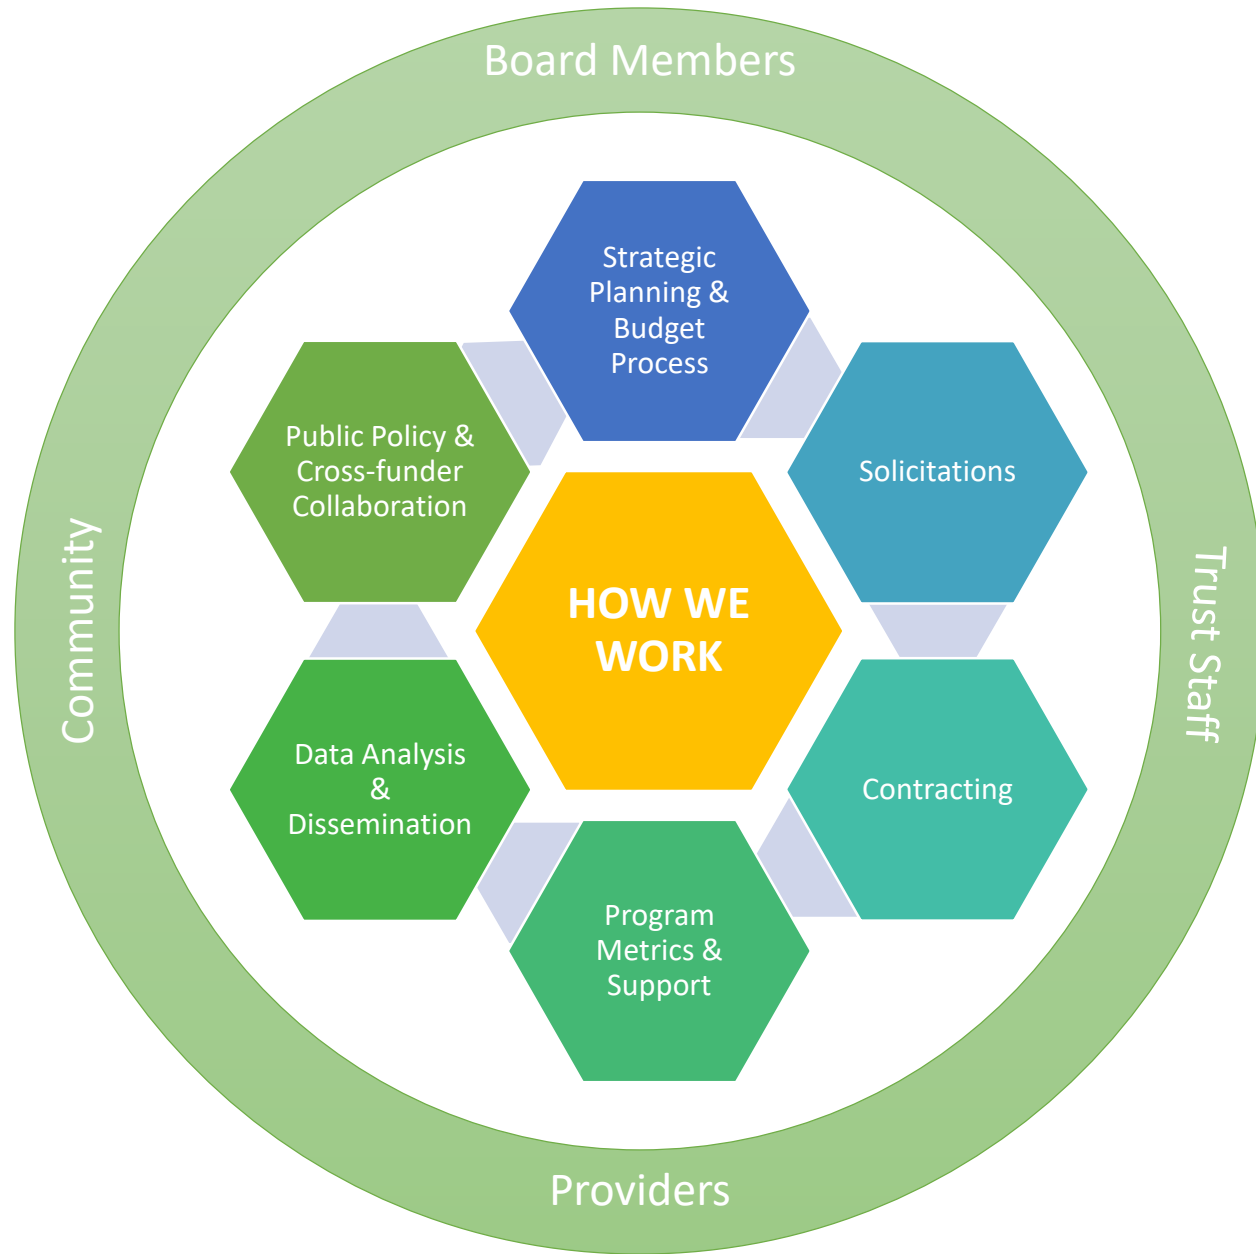 Board Members
Strategic
Planning &
Budget
Process
Solicitations
Contracting
Program
Metrics &
Support
Data Analysis
&
Dissemination
Public Policy &
Cross-funder
Collaboration
HOW WE
WORK
Community
Trust Staff
Providers